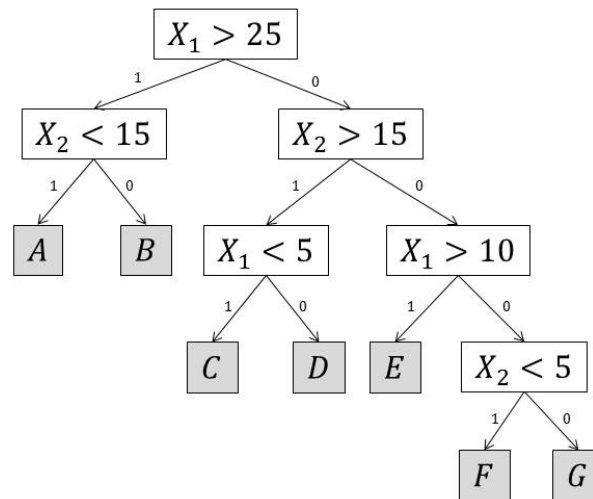 X₁ > 25
1 0
X₂ < 15 X₂ > 15
1 0 1 0
A B X₁ < 5 X₁ > 10
1 0 1 0
C D E X₂ < 5
1 0
F G